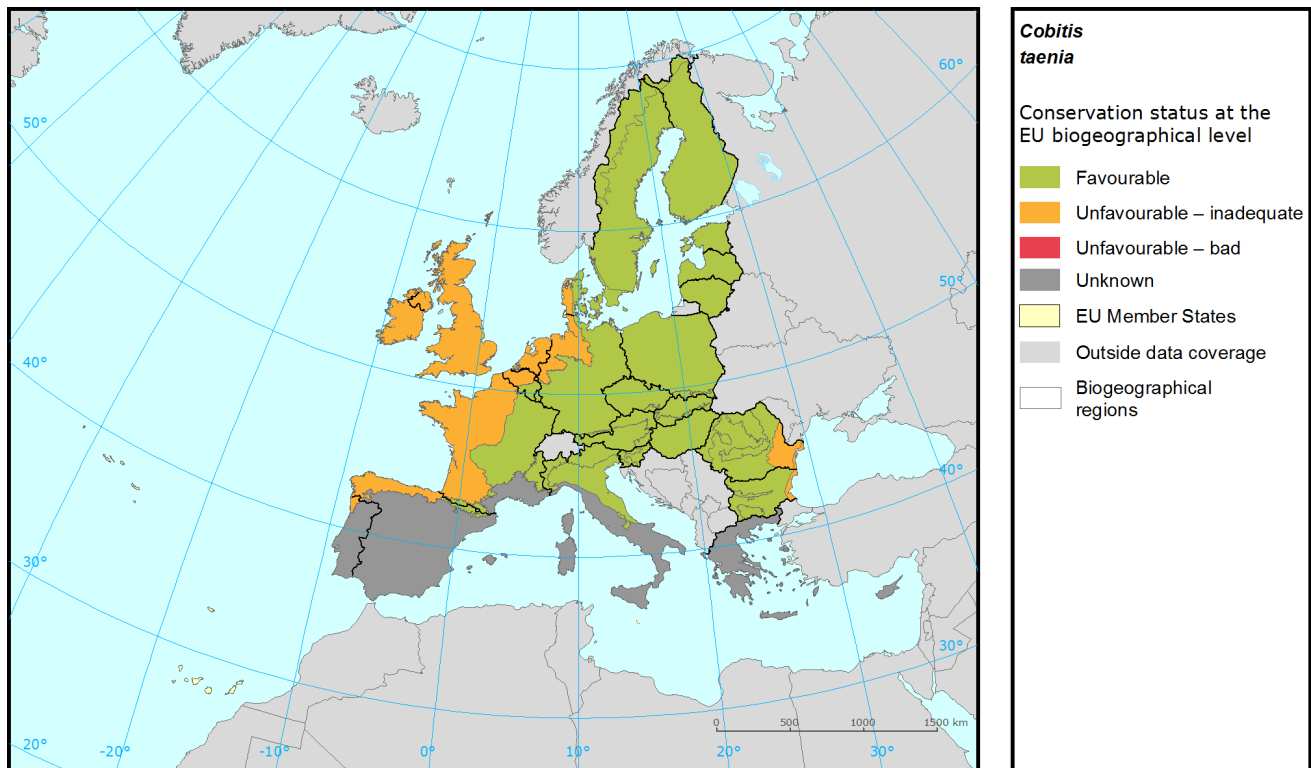 Cobitis
taenia
Conservation status at the
EU biogeographical level
Favourable
Unfavourable – inadequate
Unfavourable – bad
Unknown
EU Member States
Outside data coverage
Biogeographical
regions
60°
50°
50°
40°
40°
30°
30°
0 500 1000 1500 km
20° -20° -10° 0° 10° 20° 30°